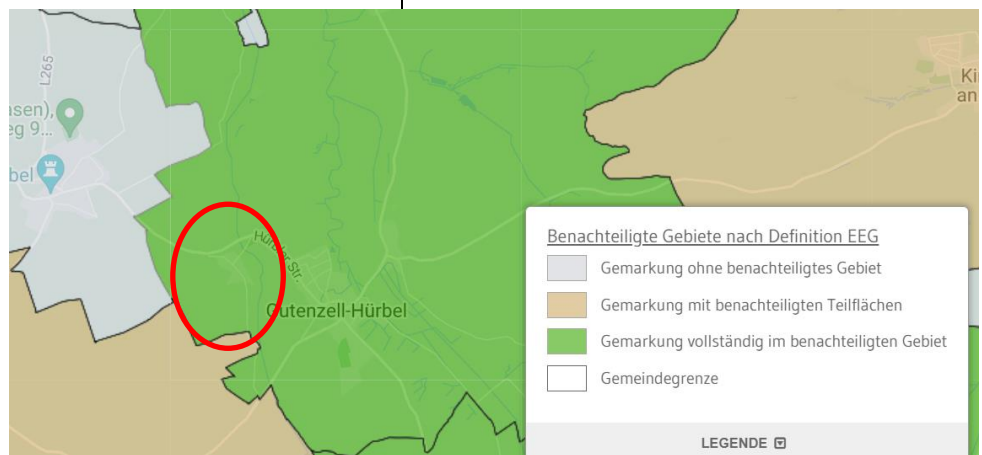 L265
asen),
eg 9...
bel
Ki
an
Hürbler Str.
Gutenzell-Hürbel
Benachteiligte Gebiete nach Definition EEG
Gemarkung ohne benachteiligtes Gebiet
Gemarkung mit benachteiligten Teilflächen
Gemarkung vollständig im benachteiligten Gebiet
Gemeindegrenze
LEGENDE